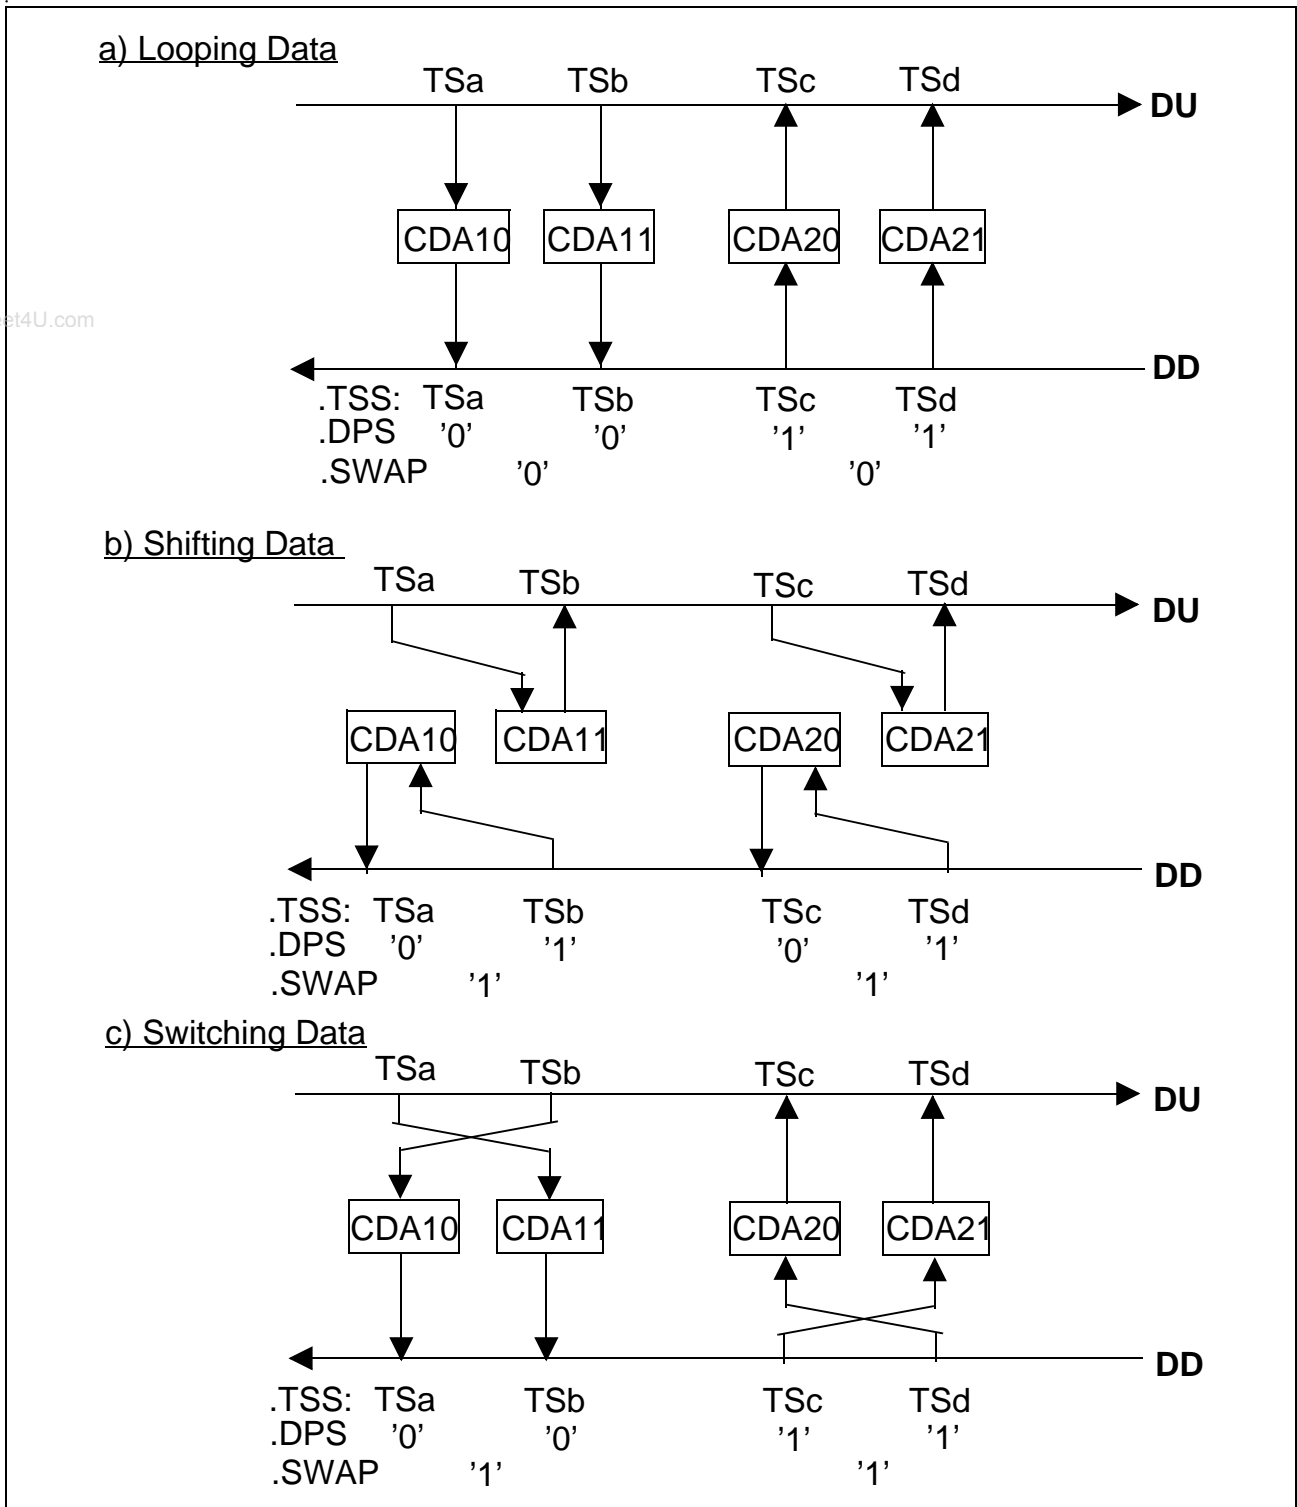 a) Looping Data
TSa TSb TSc TSd
DU
CDA10 CDA11 CDA20 CDA21
et4U.com
DD
.TSS: TSa TSb TSc TSd
.DPS '0' '0' '1' '1'
.SWAP '0' '0'
b) Shifting Data
TSa TSb TSc TSd
DU
CDA10 CDA11 CDA20 CDA21
DD
.TSS: TSa TSb TSc TSd
.DPS '0' '1' '0' '1'
.SWAP '1' '1'
c) Switching Data
TSa TSb TSc TSd
DU
CDA10 CDA11 CDA20 CDA21
DD
.TSS: TSa TSb TSc TSd
.DPS '0' '0' '1' '1'
.SWAP '1' '1'